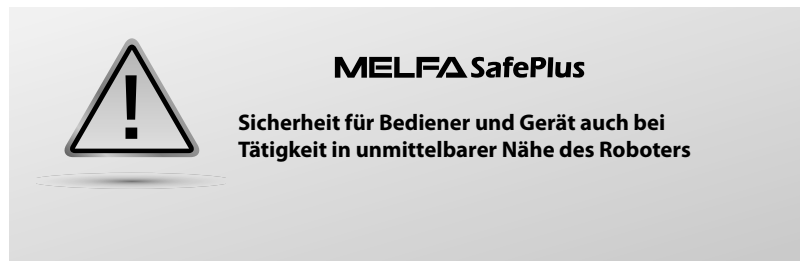 !
MELFA SafePlus
Sicherheit für Bediener und Gerät auch bei
Tätigkeit in unmittelbarer Nähe des Roboters